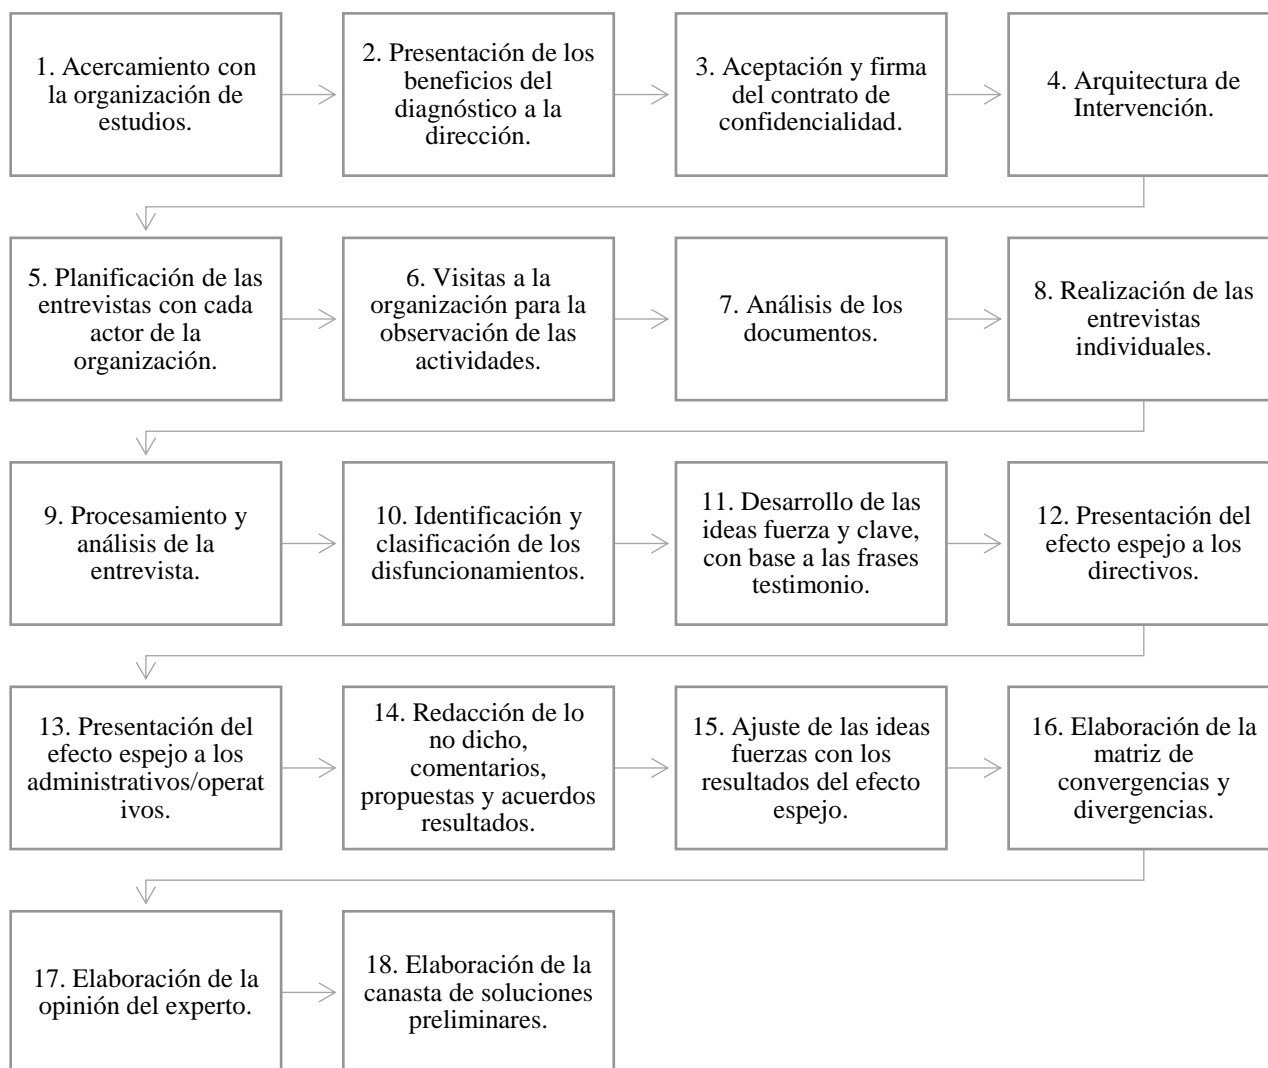 1. Acercamiento con
la organización de
estudios.
2. Presentación de los
beneficios del
diagnóstico a la
dirección.
3. Aceptación y firma
del contrato de
confidencialidad.
4. Arquitectura de
Intervención.
5. Planificación de las
entrevistas con cada
actor de la
organización.
6. Visitas a la
organización para la
observación de las
actividades.
7. Análisis de los
documentos.
8. Realización de las
entrevistas
individuales.
9. Procesamiento y
análisis de la
entrevista.
10. Identificación y
clasificación de los
disfuncionamientos.
11. Desarrollo de las
ideas fuerza y clave,
con base a las frases
testimonio.
12. Presentación del
efecto espejo a los
directivos.
13. Presentación del
efecto espejo a los
administrativos/operat
ivos.
14. Redacción de lo
no dicho,
comentarios,
propuestas y acuerdos
resultados.
15. Ajuste de las ideas
fuerzas con los
resultados del efecto
espejo.
16. Elaboración de la
matriz de
convergencias y
divergencias.
17. Elaboración de la
opinión del experto.
18. Elaboración de la
canasta de soluciones
preliminares.